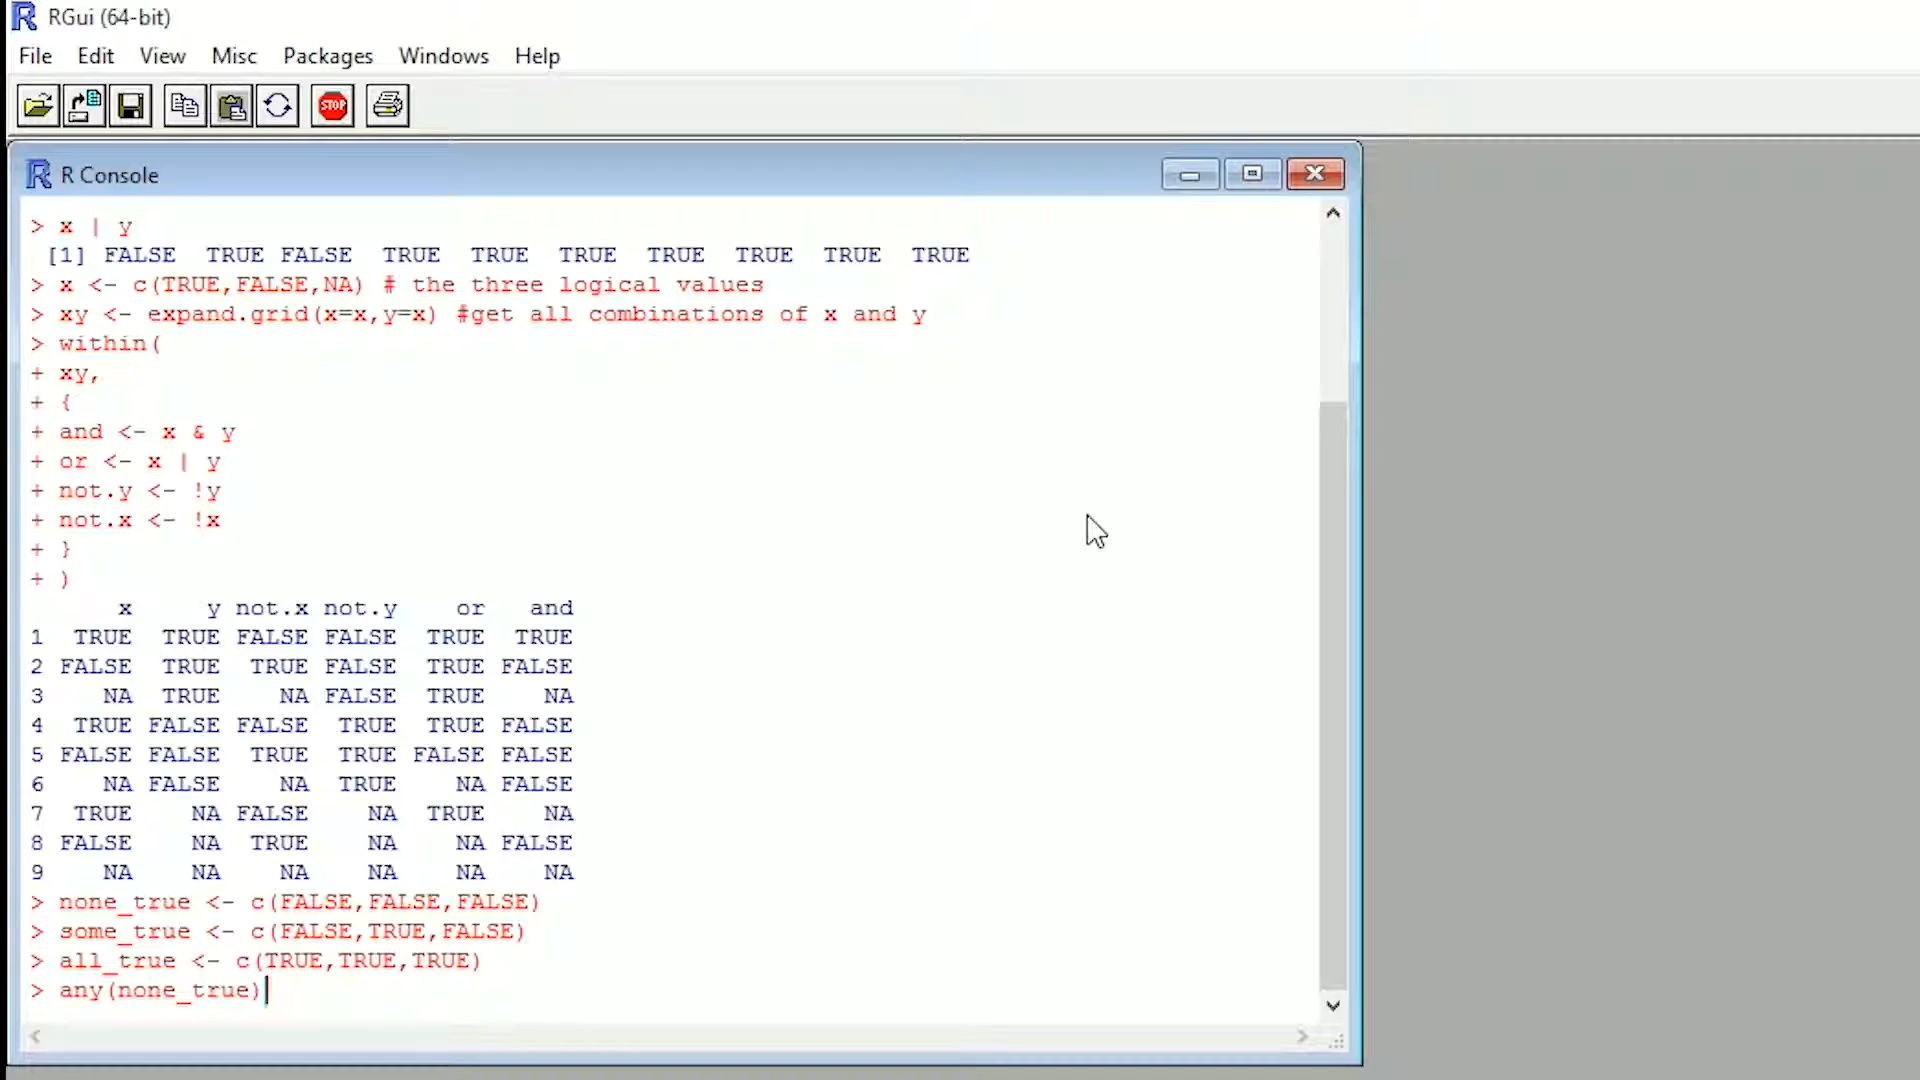 RGui (64-bit)
File Edit View Misc Packages Windows Help
STOP
R Console
> x | y
[1] FALSE TRUE FALSE TRUE TRUE TRUE TRUE TRUE TRUE TRUE
> x <- c(TRUE,FALSE,NA) # the three logical values
> xy <- expand.grid(x=x,y=x) #get all combinations of x and y
> within(
+ xy,
+ {
+ and <- x & y
+ or <- x | y
+ not.y <- !y
+ not.x <- !x
+ }
+ )
x y not.x not.y or and
1 TRUE TRUE FALSE FALSE TRUE TRUE
2 FALSE TRUE TRUE FALSE TRUE FALSE
3 NA TRUE NA FALSE TRUE NA
4 TRUE FALSE FALSE TRUE TRUE FALSE
5 FALSE FALSE TRUE TRUE FALSE FALSE
6 NA FALSE NA TRUE NA FALSE
7 TRUE NA FALSE NA TRUE NA
8 FALSE NA TRUE NA NA FALSE
9 NA NA NA NA NA NA
> none_true <- c(FALSE,FALSE,FALSE)
> some_true <- c(FALSE,TRUE,FALSE)
> all_true <- c(TRUE,TRUE,TRUE)
> any(none_true)